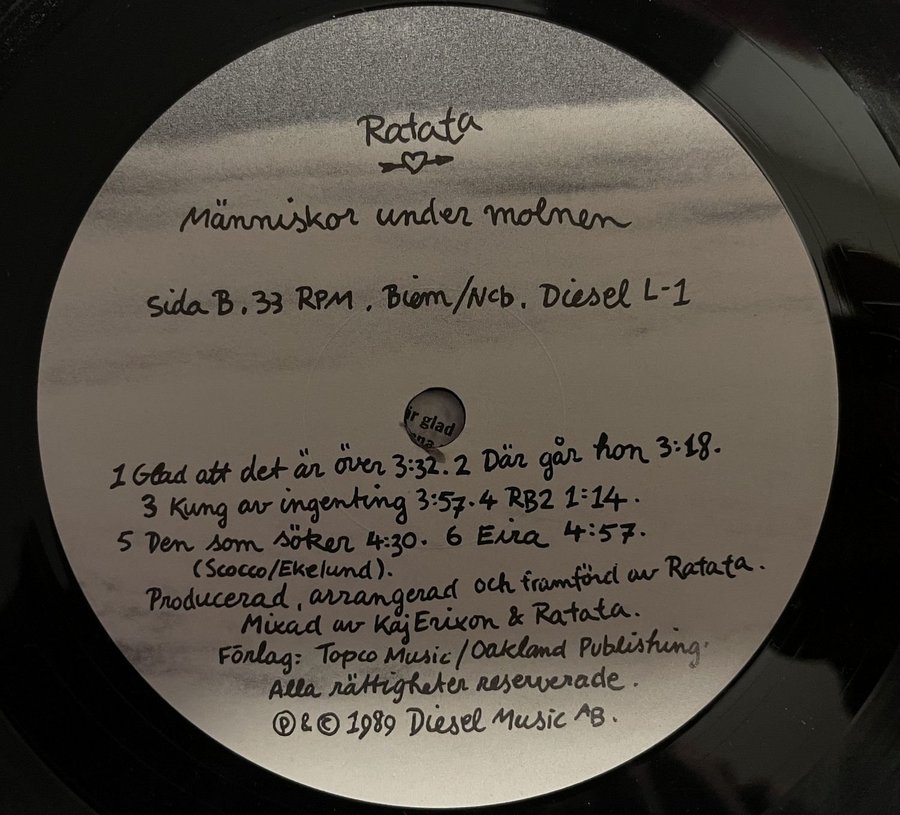 Ratata
Människor under molnen
Sida B. 33 RPM. Biem/Ncb. Diesel L-1
är glad
1 Glad att det är över 3:32. 2 Där går hon 3:18.
3 Kung av ingenting 3:57. 4 RB2 1:14.
5 Den som söker 4:30. 6 Eira 4:57.
(Scocco/Ekelund).
Producerad, arrangerad och framförd av Ratata.
Mixad av Kaj Erixon & Ratata.
Förlag: Topco Music/Oakland Publishing.
Alla rättigheter reserverade.
℗ & © 1989 Diesel Music AB.